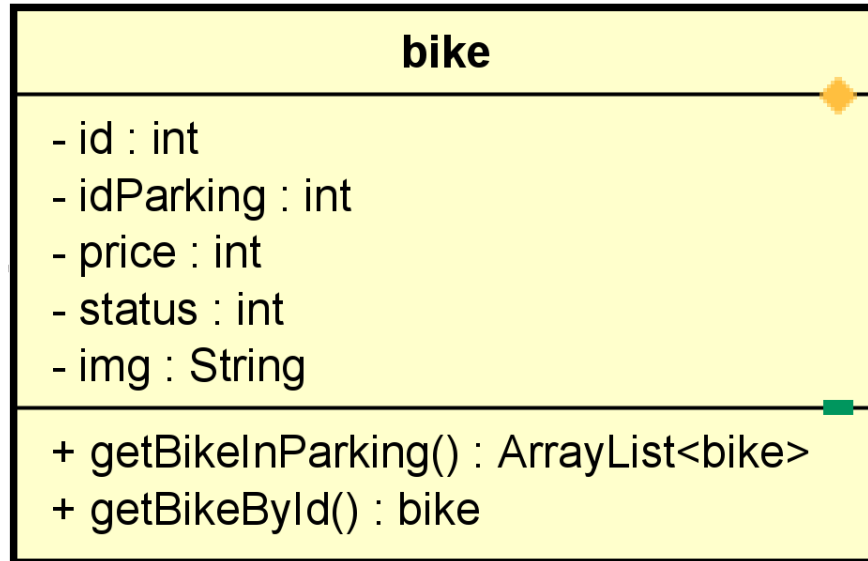 bike
- id : int
- idParking : int
- price : int
- status : int
- img : String
+ getBikeInParking() : ArrayList<bike>
+ getBikeById() : bike